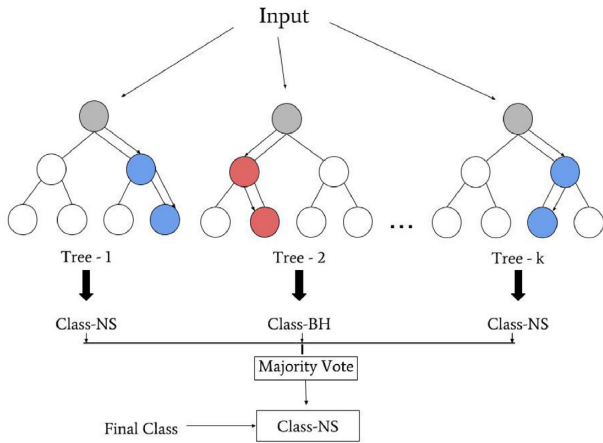 Input
...
Tree - 1
Tree - 2
Tree - k
Class-NS
Class-BH
Class-NS
Majority Vote
Final Class
Class-NS